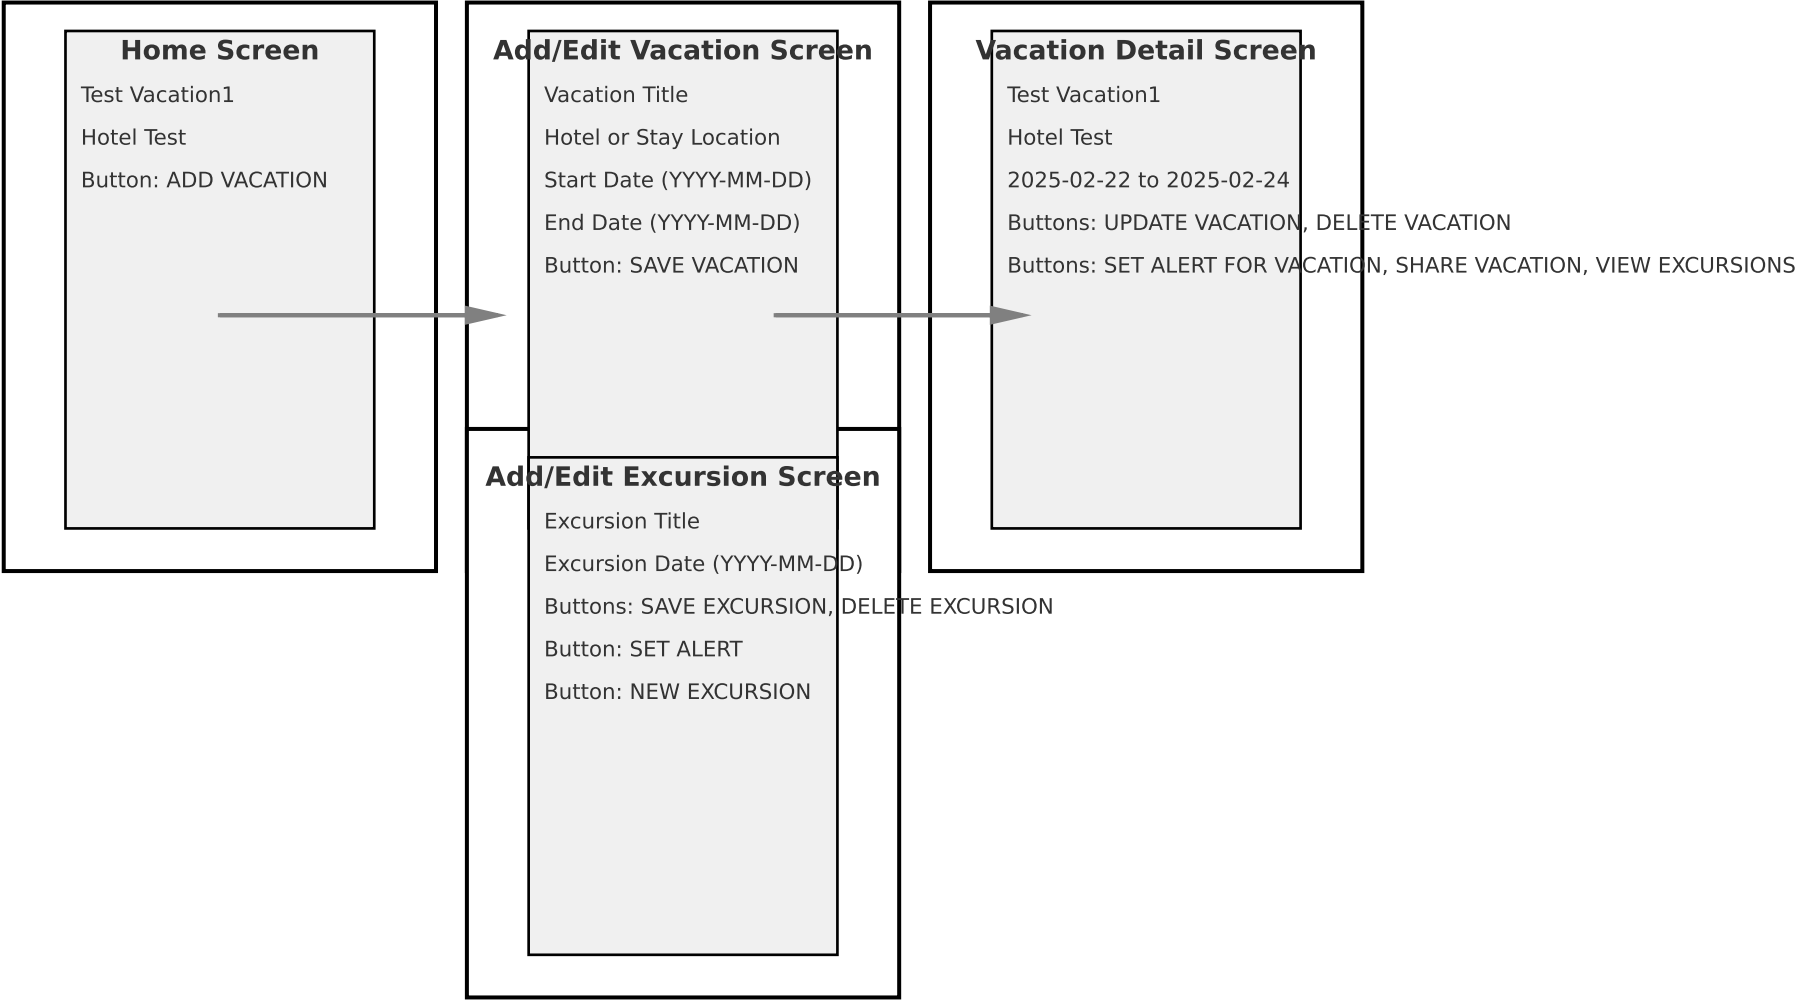 Home Screen
Test Vacation1
Hotel Test
Button: ADD VACATION
Add/Edit Vacation Screen
Vacation Title
Hotel or Stay Location
Start Date (YYYY-MM-DD)
End Date (YYYY-MM-DD)
Button: SAVE VACATION
Vacation Detail Screen
Test Vacation1
Hotel Test
2025-02-22 to 2025-02-24
Buttons: UPDATE VACATION, DELETE VACATION
Buttons: SET ALERT FOR VACATION, SHARE VACATION, VIEW EXCURSIONS
Add/Edit Excursion Screen
Excursion Title
Excursion Date (YYYY-MM-DD)
Buttons: SAVE EXCURSION, DELETE EXCURSION
Button: SET ALERT
Button: NEW EXCURSION